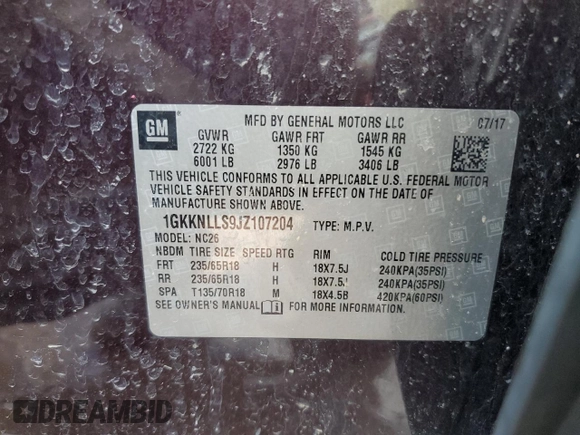 GM
MFD BY GENERAL MOTORS LLC 07/17
GVWR GAWR FRT GAWR RR
2722 KG 1350 KG 1545 KG
6001 LB 2976 LB 3406 LB
THIS VEHICLE CONFORMS TO ALL APPLICABLE U.S. FEDERAL MOTOR
VEHICLE SAFETY STANDARDS IN EFFECT ON THE DATE OF
MANUFACTURE SHOWN ABOVE.
1GKKNLLS9JZ107204 TYPE: M.P.V.
MODEL: NC26
NBDM TIRE SIZE SPEED RTG RIM COLD TIRE PRESSURE
FRT 235/65R18 H 18X7.5J 240KPA(35PSI)
RR 235/65R18 H 18X7.5J 240KPA(35PSI)
SPA T135/70R18 M 18X4.5B 420KPA(60PSI)
SEE OWNER'S MANUAL FOR ADDITIONAL INFORMATION.
DREAMBID